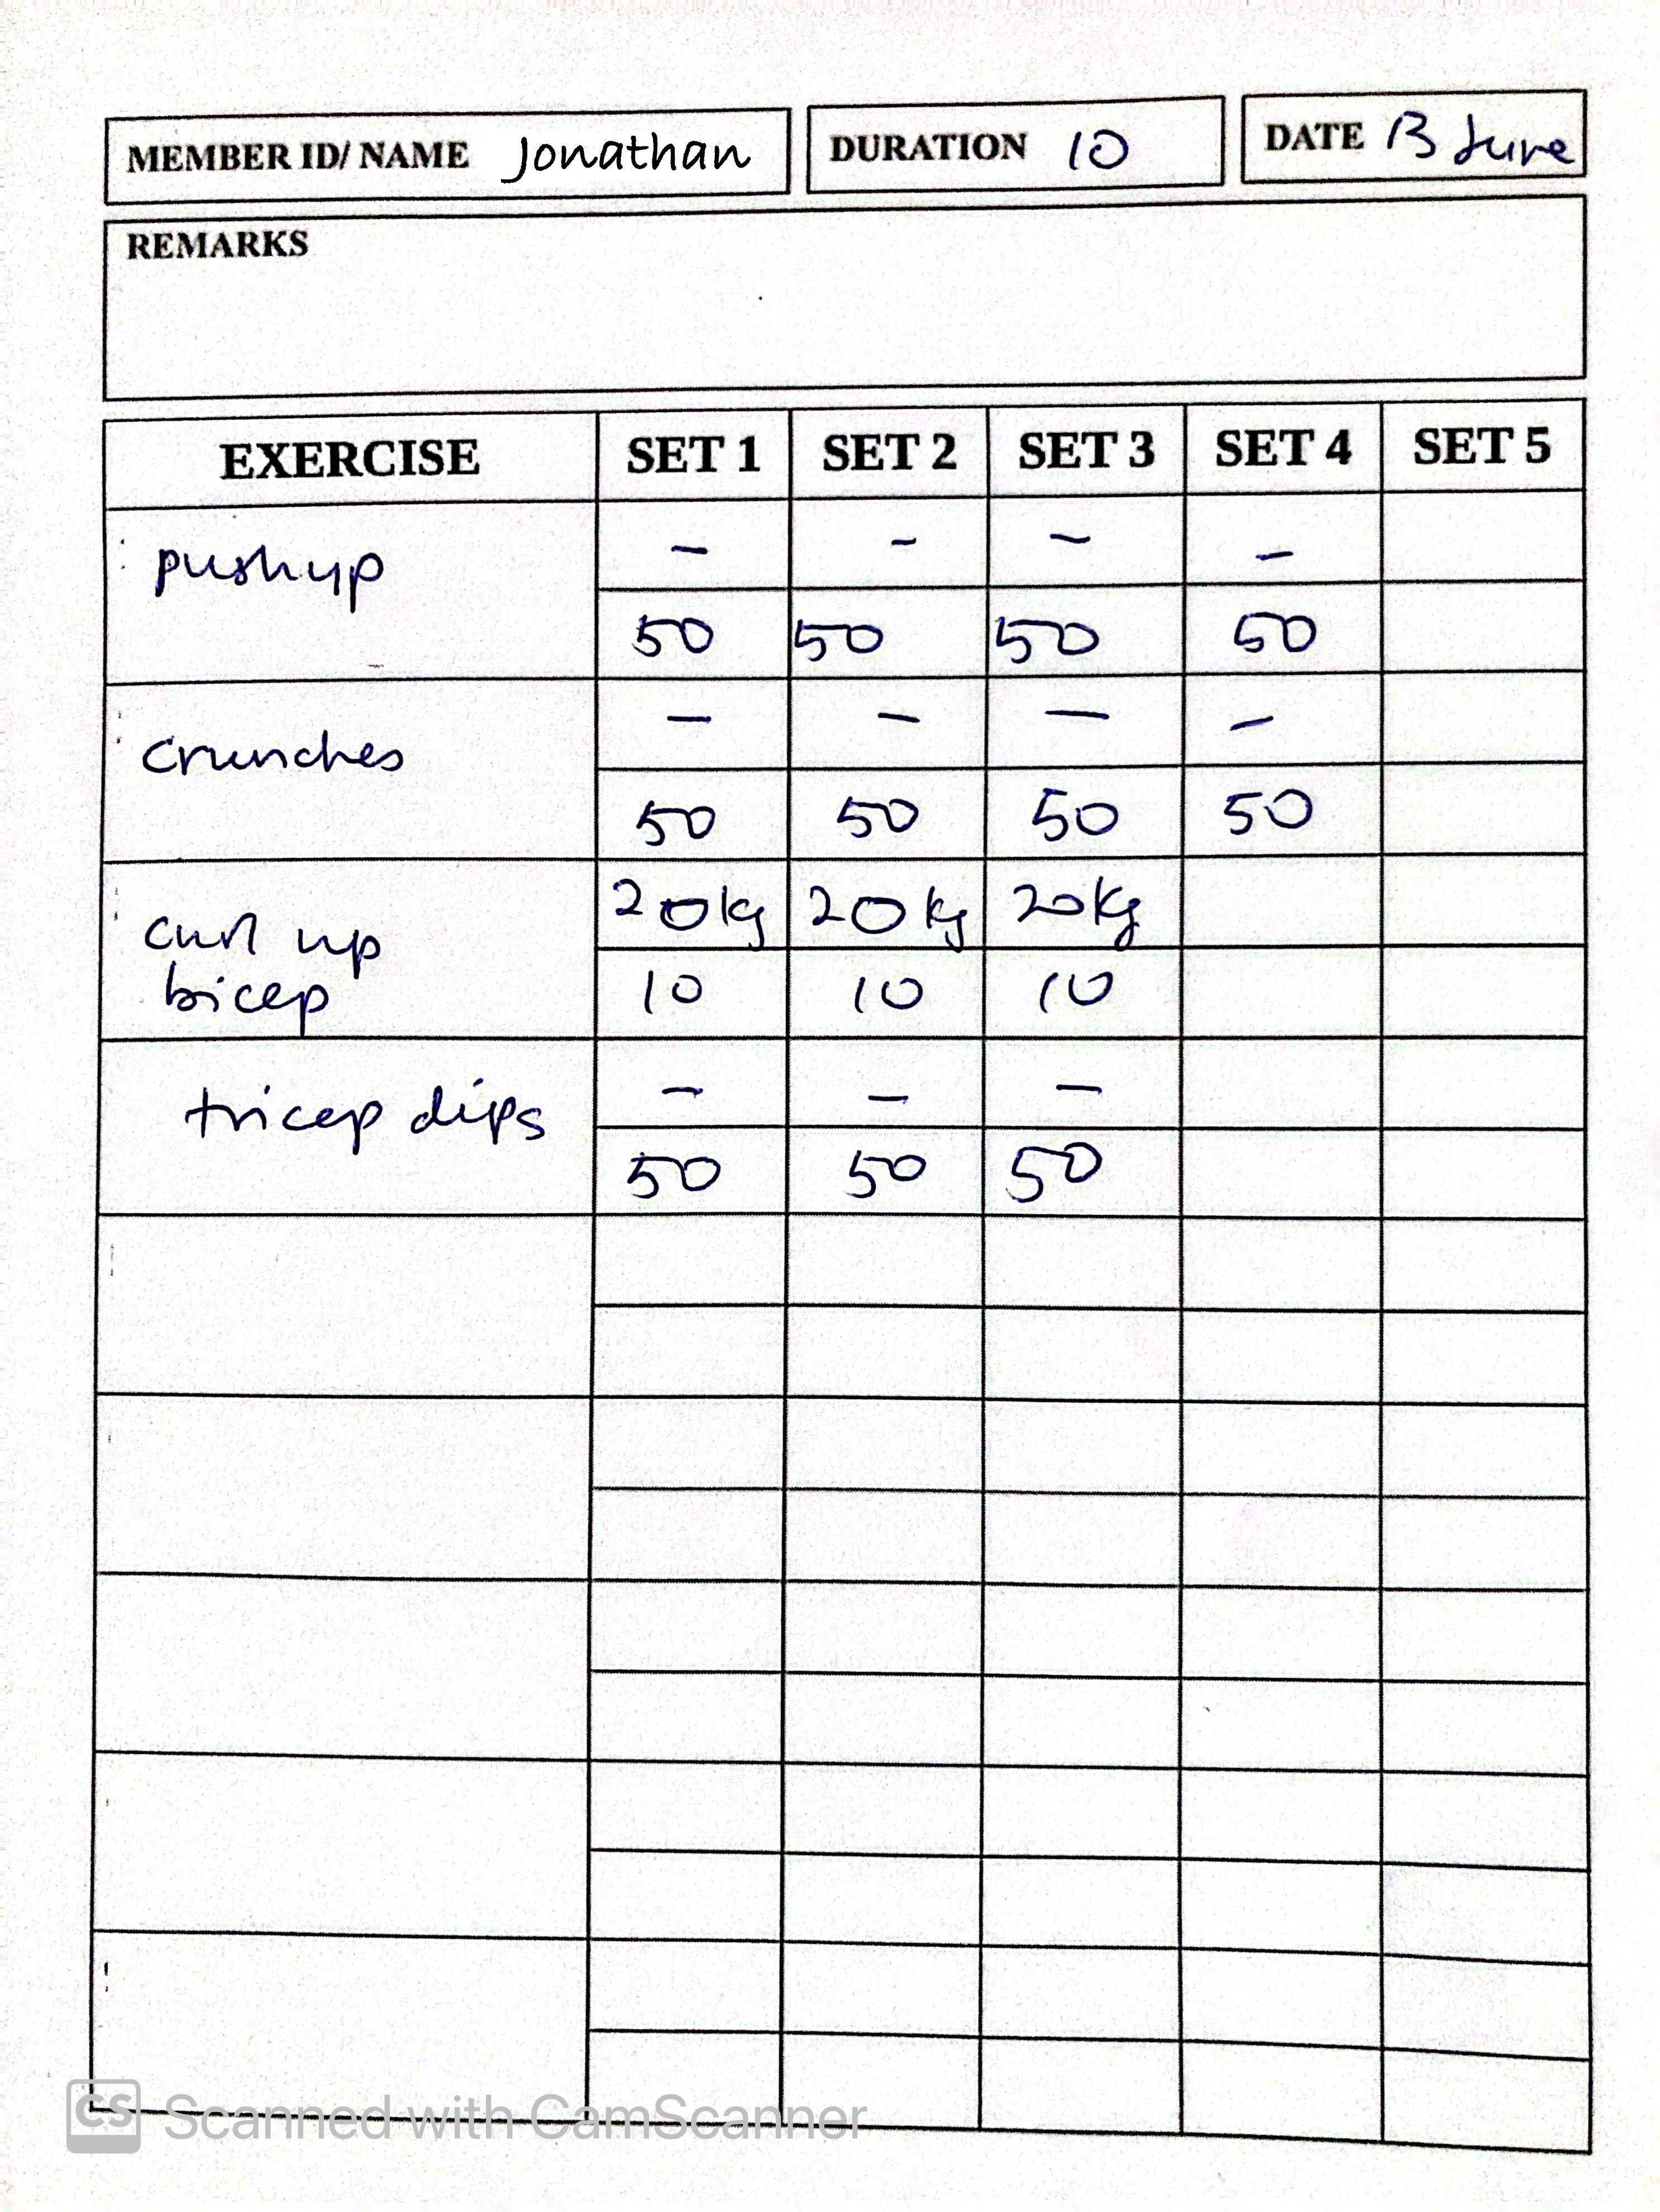 MEMBER ID/ NAME Jonathan DURATION 10 DATE 13 June
REMARKS
EXERCISE SET 1 SET 2 SET 3 SET 4 SET 5
pushup - - - -
50 50 50 50
crunches - - - -
50 50 50 50
curl up 20kg 20kg 20kg
bicep 10 10 10
tricep dips - - -
50 50 50
CS Scanned with CamScanner